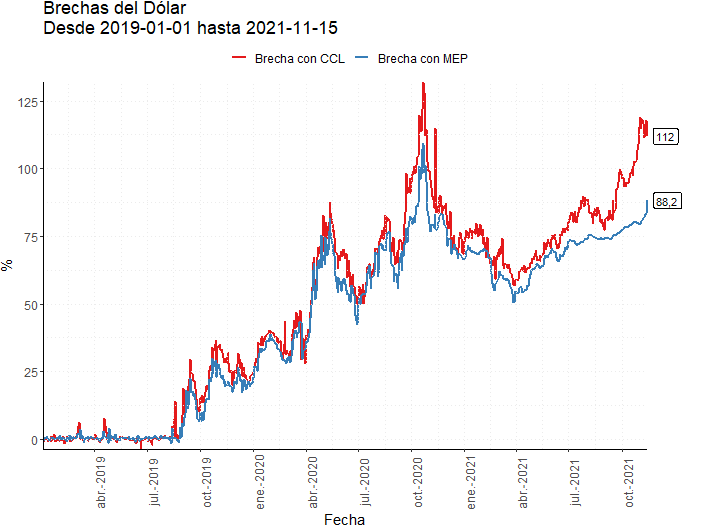 Brechas del Dólar
Desde 2019-01-01 hasta 2021-11-15
Brecha con CCL Brecha con MEP
125
100
75
50
25
0
%
112
88,2
abr.-2019
jul.-2019
oct.-2019
ene.-2020
abr.-2020
jul.-2020
oct.-2020
ene.-2021
abr.-2021
jul.-2021
oct.-2021
Fecha